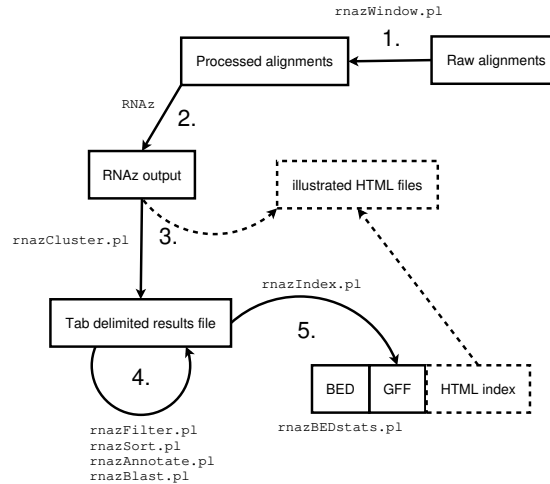 rnazWindow.pl
1.
Processed alignments
Raw alignments
RNAz
2.
RNAz output
illustrated HTML files
3.
rnazCluster.pl
rnazIndex.pl
Tab delimited results file
5.
4.
BED
GFF
HTML index
rnazBEDstats.pl
rnazFilter.pl
rnazSort.pl
rnazAnnotate.pl
rnazBlast.pl